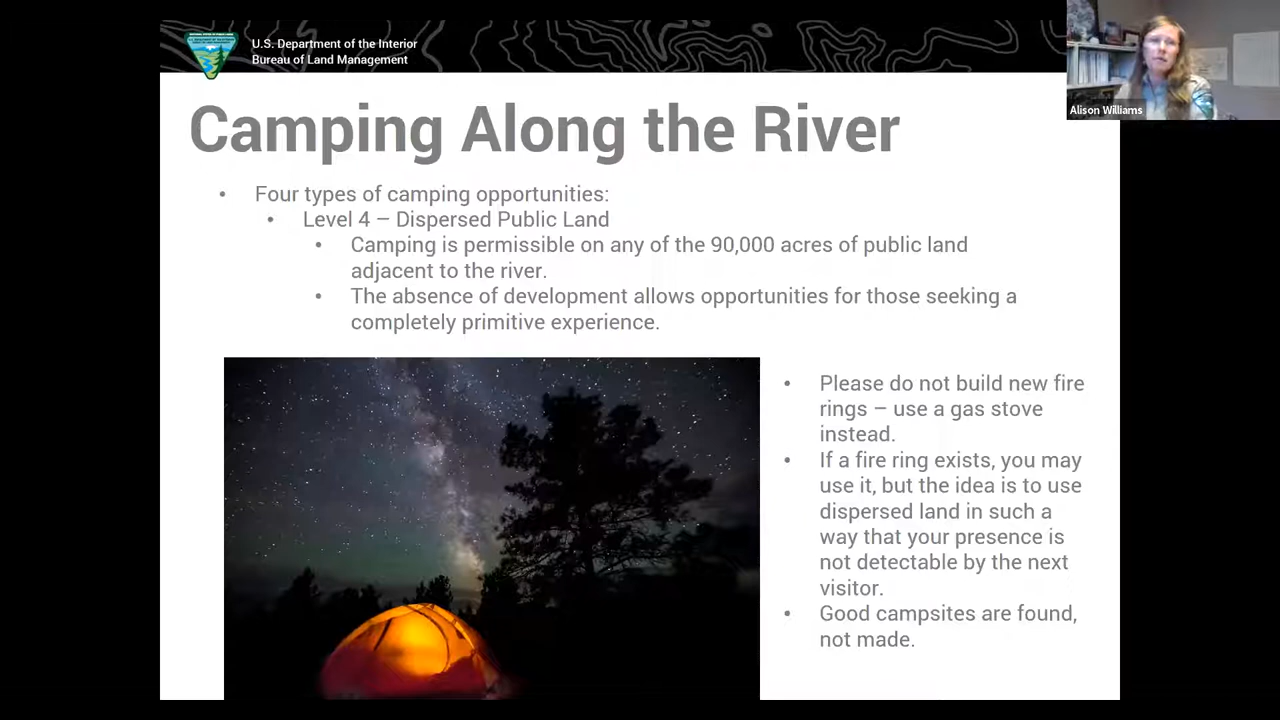 U.S. Department of the Interior
Bureau of Land Management
Alison Williams
Camping Along the River
• Four types of camping opportunities:
• Level 4 – Dispersed Public Land
• Camping is permissible on any of the 90,000 acres of public land
adjacent to the river.
• The absence of development allows opportunities for those seeking a
completely primitive experience.
• Please do not build new fire
rings – use a gas stove
instead.
• If a fire ring exists, you may
use it, but the idea is to use
dispersed land in such a
way that your presence is
not detectable by the next
visitor.
• Good campsites are found,
not made.